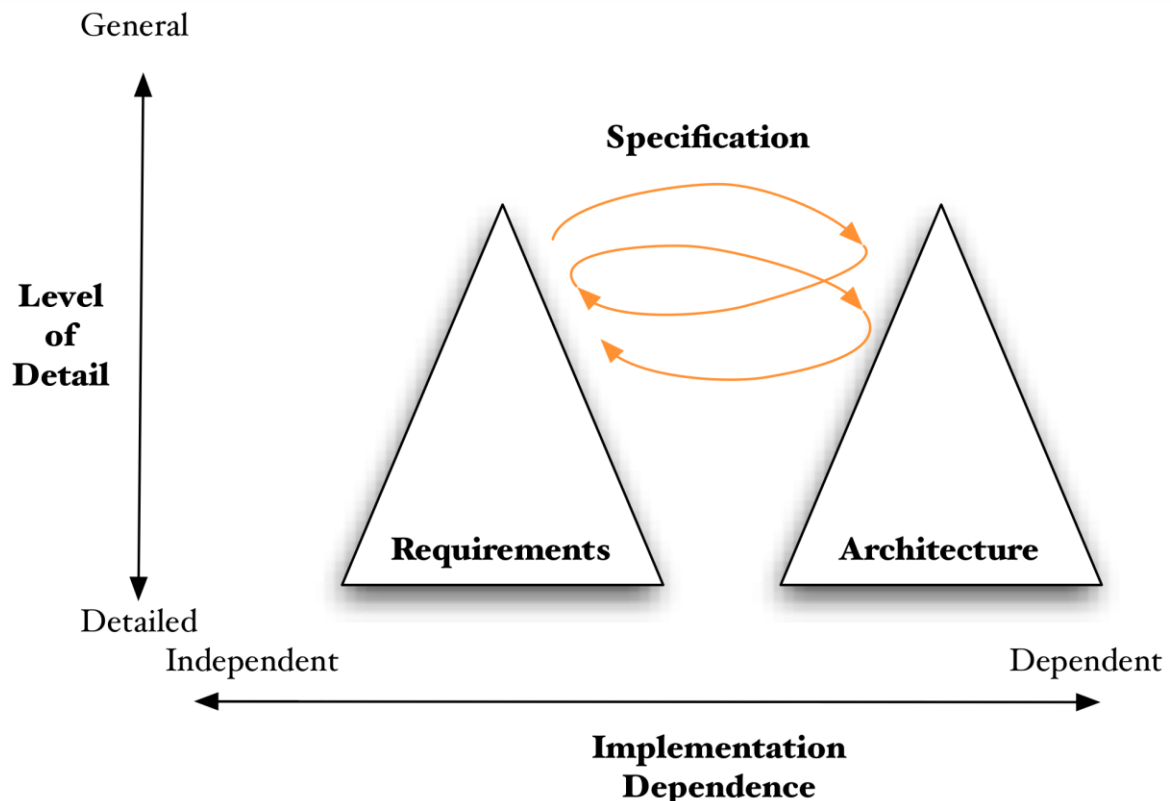 General
Specification
Level
of
Detail
Requirements
Architecture
Detailed
Independent
Dependent
Implementation
Dependence